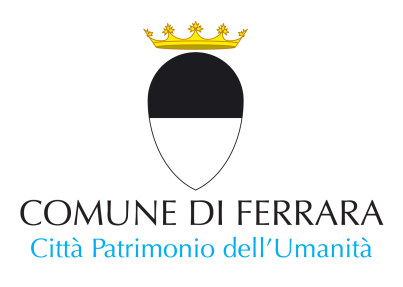 COMUNE DI FERRARA
Città Patrimonio dell'Umanità